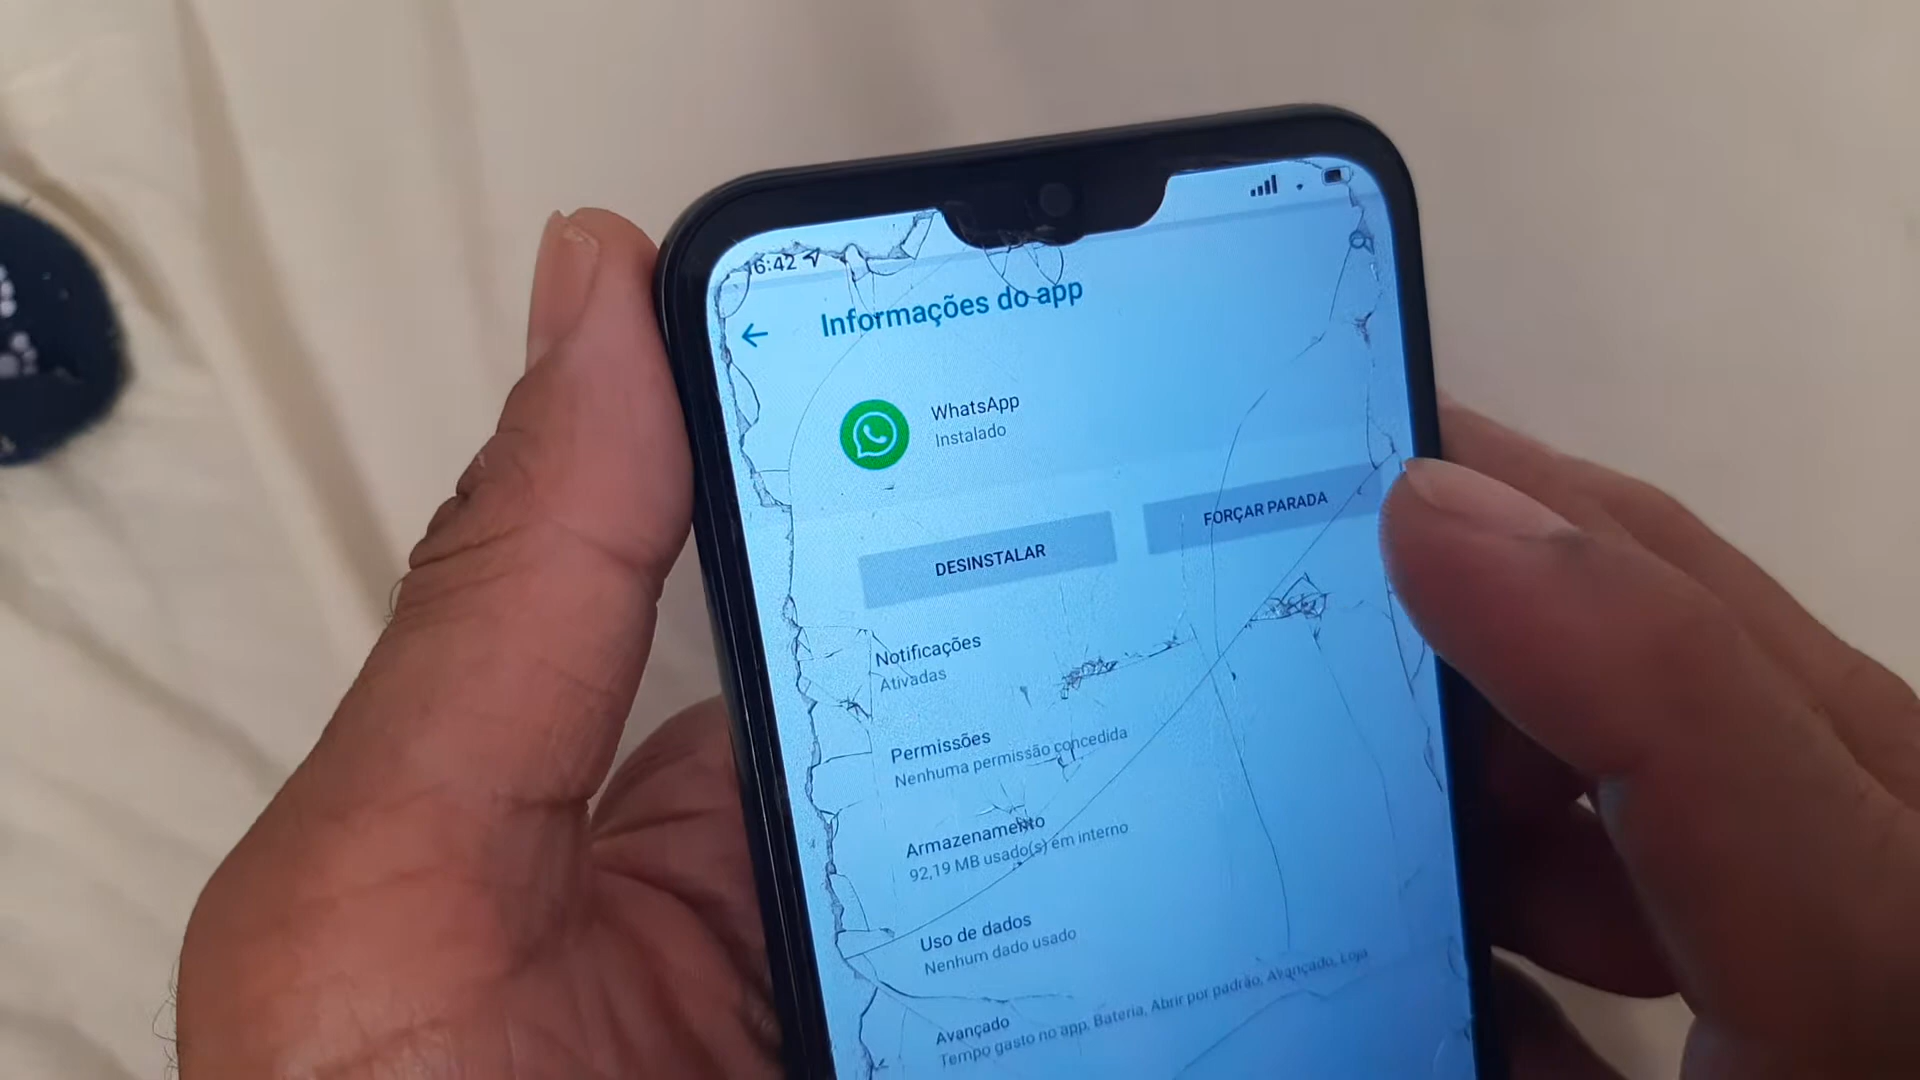 6:42
Informações do app
WhatsApp
Instalado
DESINSTALAR
FORÇAR PARADA
Notificações
Ativadas
Permissões
Nenhuma permissão concedida
Armazenamento
92,19 MB usado(s) em interno
Uso de dados
Nenhum dado usado
Avançado
Tempo gasto no app, Bateria, Abrir por padrão, Avançado, Loja